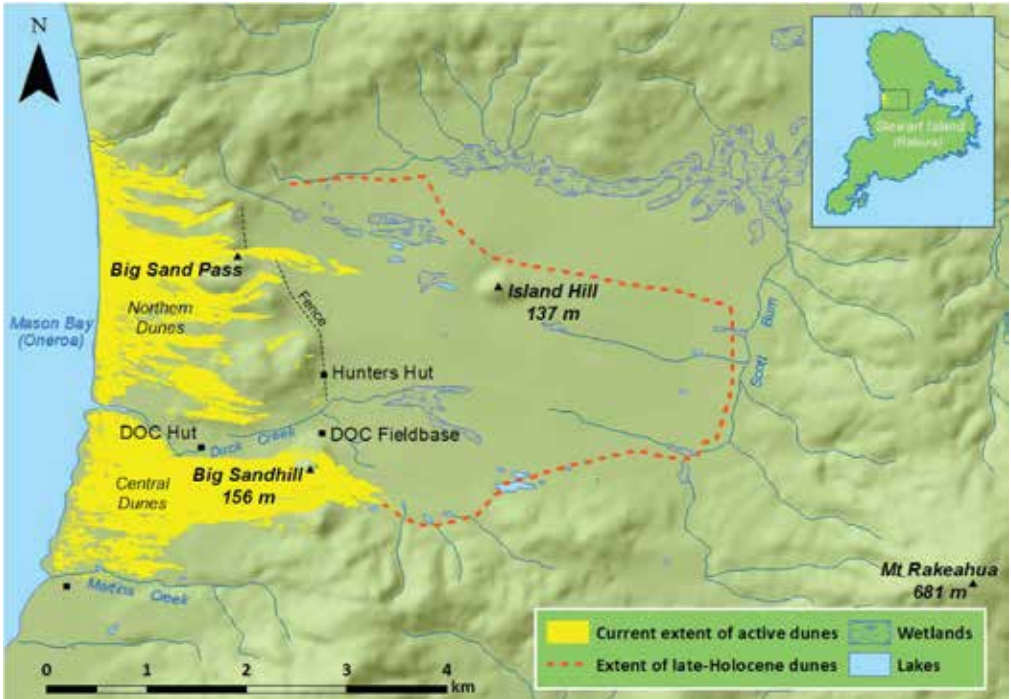 N
Stewart Island
(Rakiura)
Big Sand Pass
Northern
Dunes
Fence
Island Hill
137 m
Mason Bay
(Oneroa)
Scott
Burn
Hunters Hut
DOC Hut
Duck Creek
DOC Fieldbase
Big Sandhill
156 m
Central
Dunes
Mt Rakeahua
681 m
Martins Creek
0 1 2 3 4
km
Current extent of active dunes
Wetlands
Extent of late-Holocene dunes
Lakes